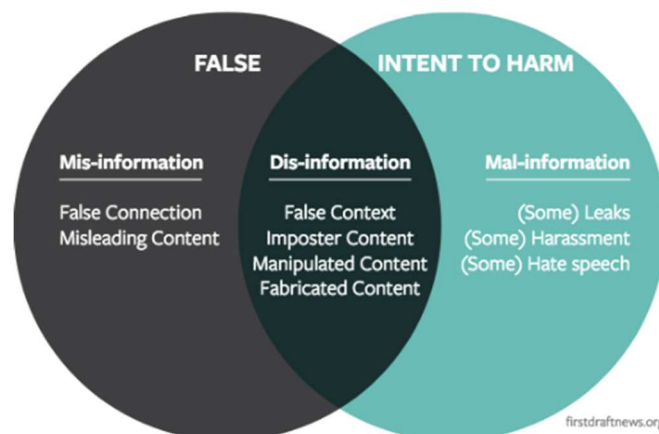 FALSE
INTENT TO HARM
Mis-information
False Connection
Misleading Content
Dis-information
False Context
Imposter Content
Manipulated Content
Fabricated Content
Mal-information
(Some) Leaks
(Some) Harassment
(Some) Hate speech
firstdraftnews.org